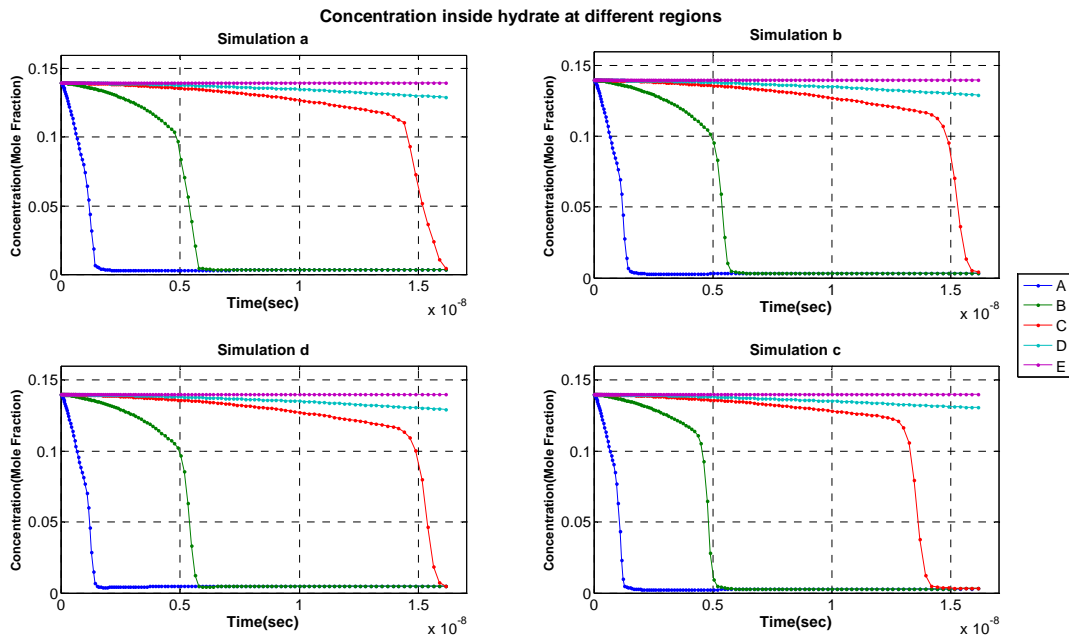 Concentration inside hydrate at different regions
Simulation a
Concentration(Mole Fraction)
0.15
0.1
0.05
0
0
0.5
1
1.5
Time(sec)
x 10^-8
Simulation b
Concentration(Mole Fraction)
0.15
0.1
0.05
0
0
0.5
1
1.5
Time(sec)
x 10^-8
A
B
C
D
E
Simulation d
Concentration(Mole Fraction)
0.15
0.1
0.05
0
0
0.5
1
1.5
Time(sec)
x 10^-8
Simulation c
Concentration(Mole Fraction)
0.15
0.1
0.05
0
0
0.5
1
1.5
Time(sec)
x 10^-8